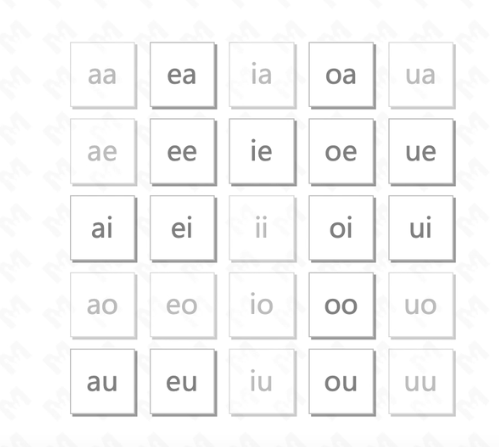 aa ea ia oa ua
ae ee ie oe ue
ai ei ii oi ui
ao eo io oo uo
au eu iu ou uu